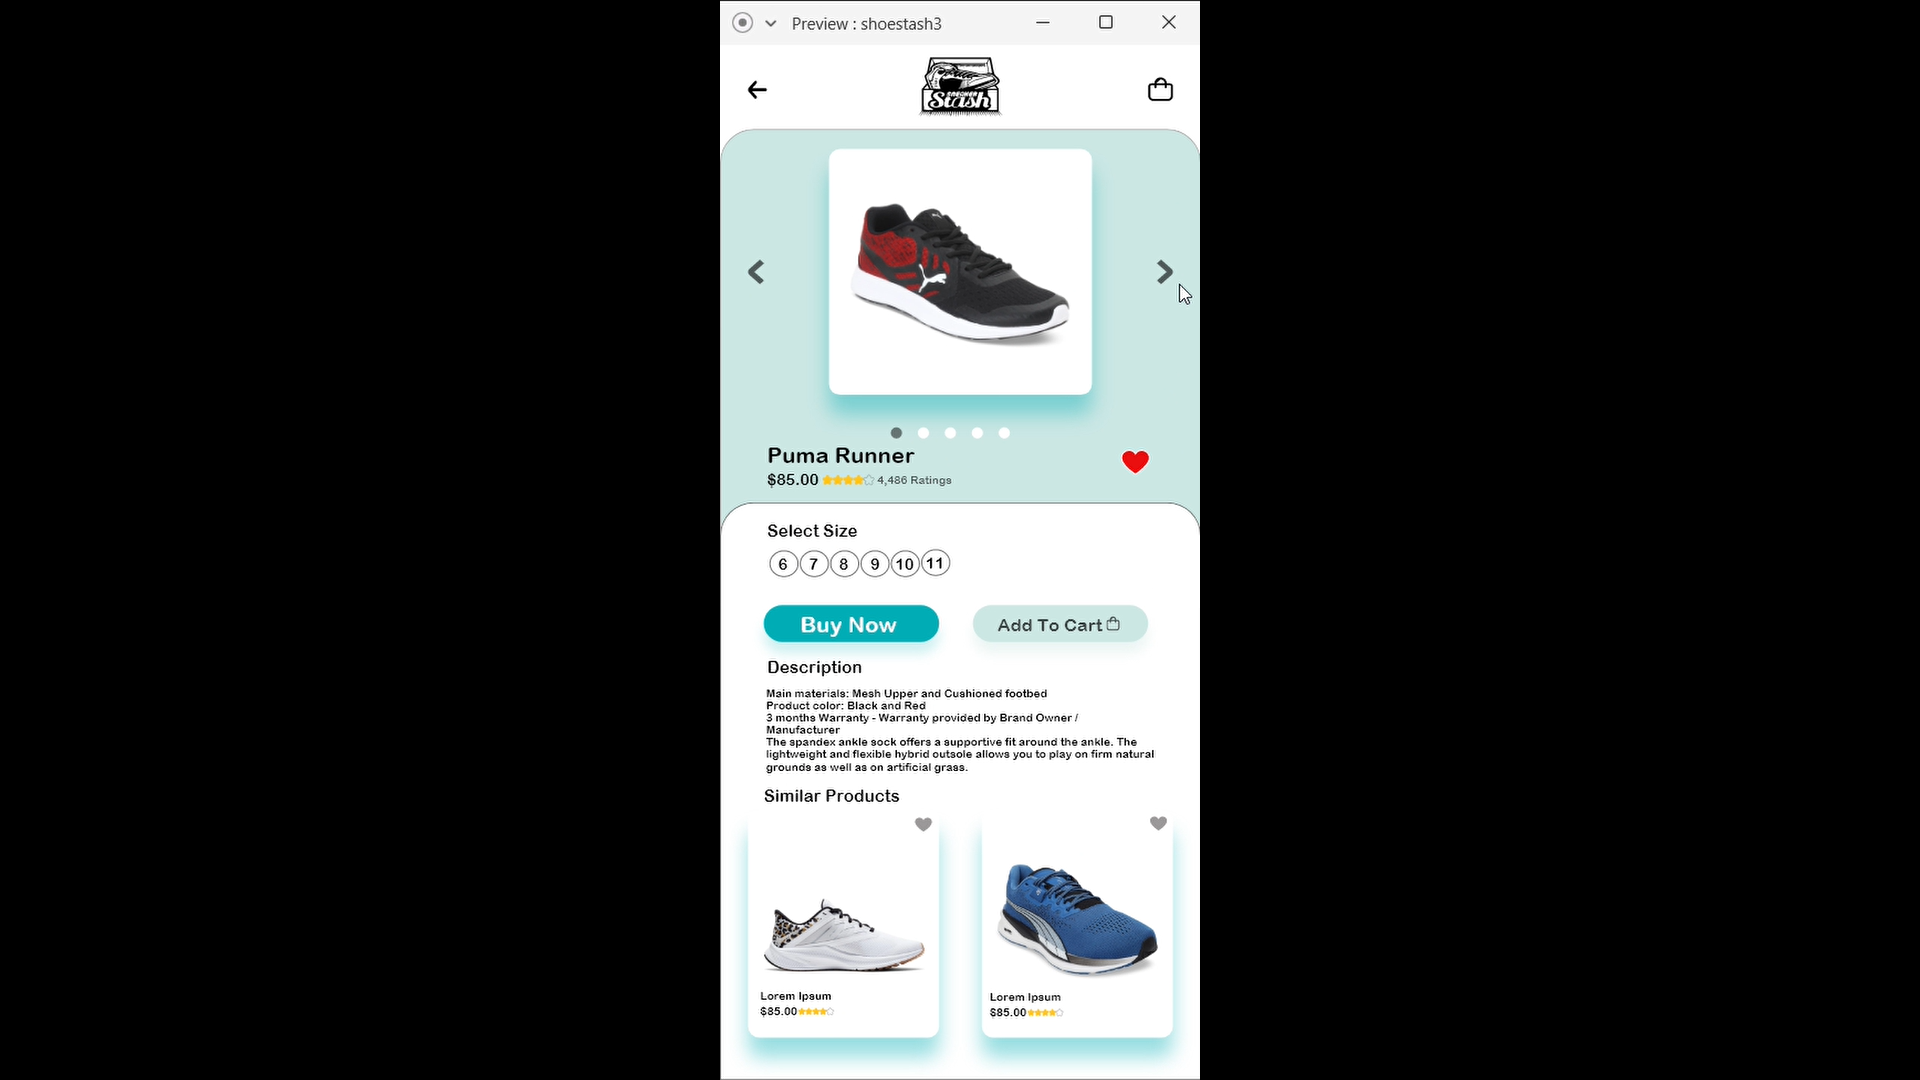 Preview : shoestash3
SNEAKER
Stash
Puma Runner
$85.00 4,486 Ratings
Select Size
6 7 8 9 10 11
Buy Now Add To Cart
Description
Main materials: Mesh Upper and Cushioned footbed
Product color: Black and Red
3 months Warranty - Warranty provided by Brand Owner /
Manufacturer
The spandex ankle sock offers a supportive fit around the ankle. The
lightweight and flexible hybrid outsole allows you to play on firm natural
grounds as well as on artificial grass.
Similar Products
Lorem Ipsum
$85.00
Lorem Ipsum
$85.00